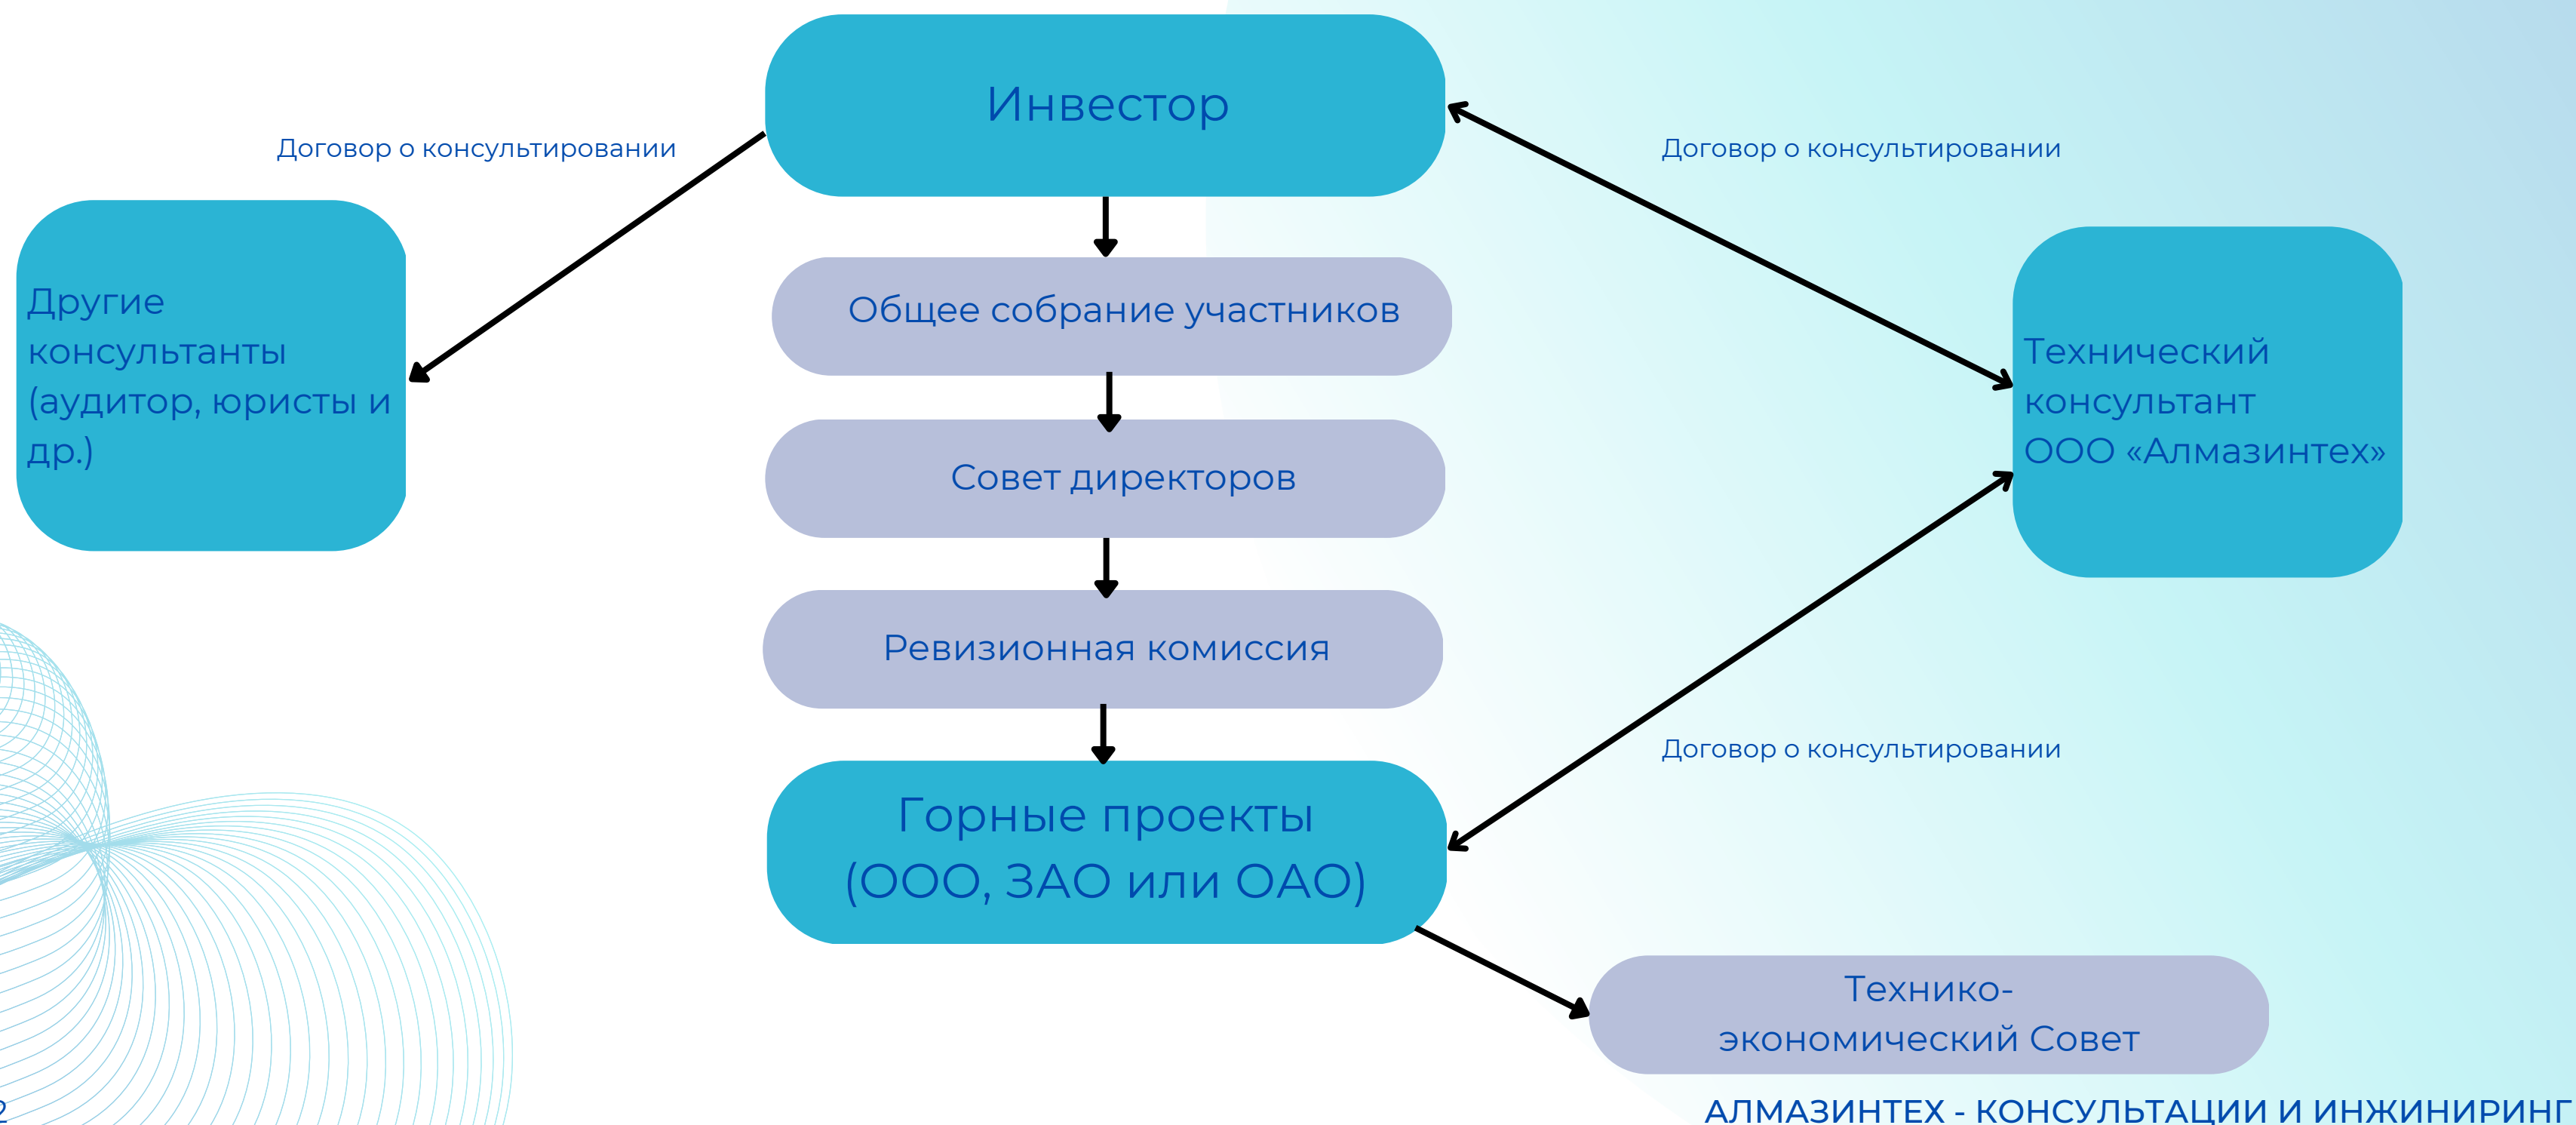 Инвестор
Договор о консультировании
Договор о консультировании
Другие
консультанты
(аудитор, юристы и
др.)
Общее собрание участников
Технический
консультант
ООО «Алмазинтех»
Совет директоров
Ревизионная комиссия
Договор о консультировании
Горные проекты
(ООО, ЗАО или ОАО)
Технико-
экономический Совет
2
АЛМАЗИНТЕХ - КОНСУЛЬТАЦИИ И ИНЖИНИРИНГ